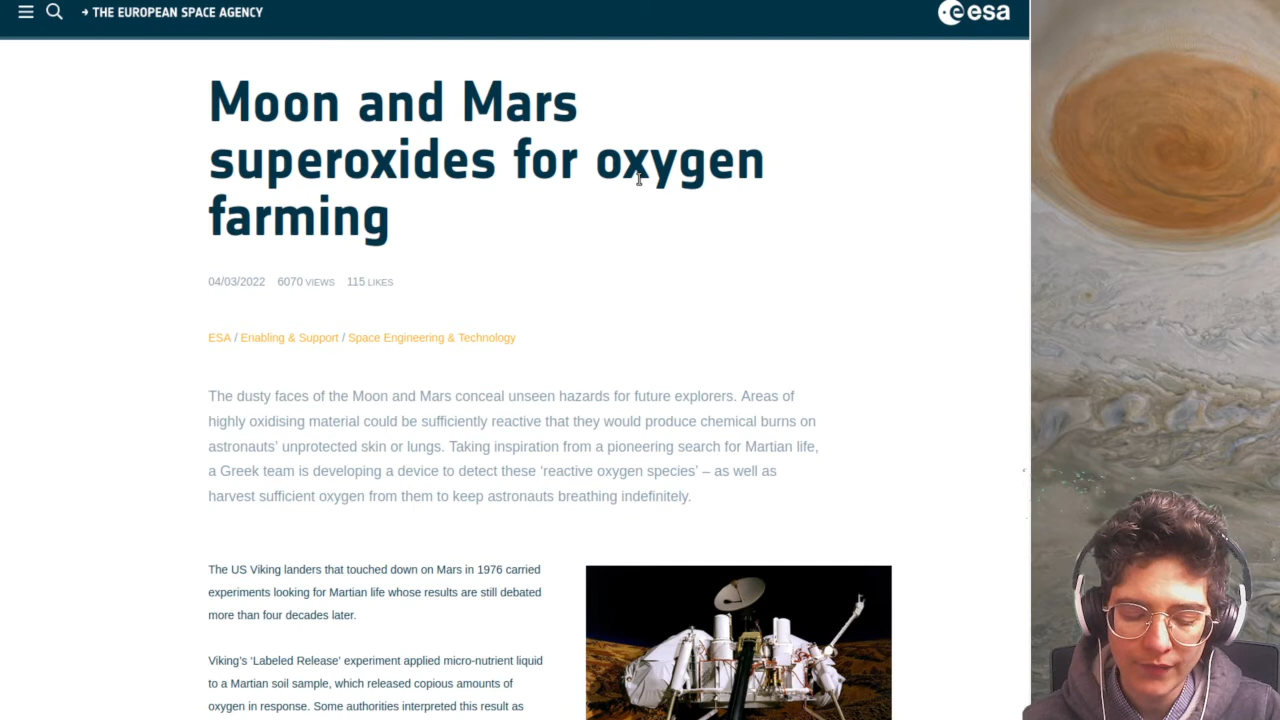 → THE EUROPEAN SPACE AGENCY
esa
Moon and Mars
superoxides for oxygen
farming
04/03/2022 6070 VIEWS 115 LIKES
ESA / Enabling & Support / Space Engineering & Technology
The dusty faces of the Moon and Mars conceal unseen hazards for future explorers. Areas of
highly oxidising material could be sufficiently reactive that they would produce chemical burns on
astronauts’ unprotected skin or lungs. Taking inspiration from a pioneering search for Martian life,
a Greek team is developing a device to detect these ‘reactive oxygen species’ – as well as
harvest sufficient oxygen from them to keep astronauts breathing indefinitely.
The US Viking landers that touched down on Mars in 1976 carried
experiments looking for Martian life whose results are still debated
more than four decades later.
Viking’s ‘Labeled Release’ experiment applied micro-nutrient liquid
to a Martian soil sample, which released copious amounts of
oxygen in response. Some authorities interpreted this result as